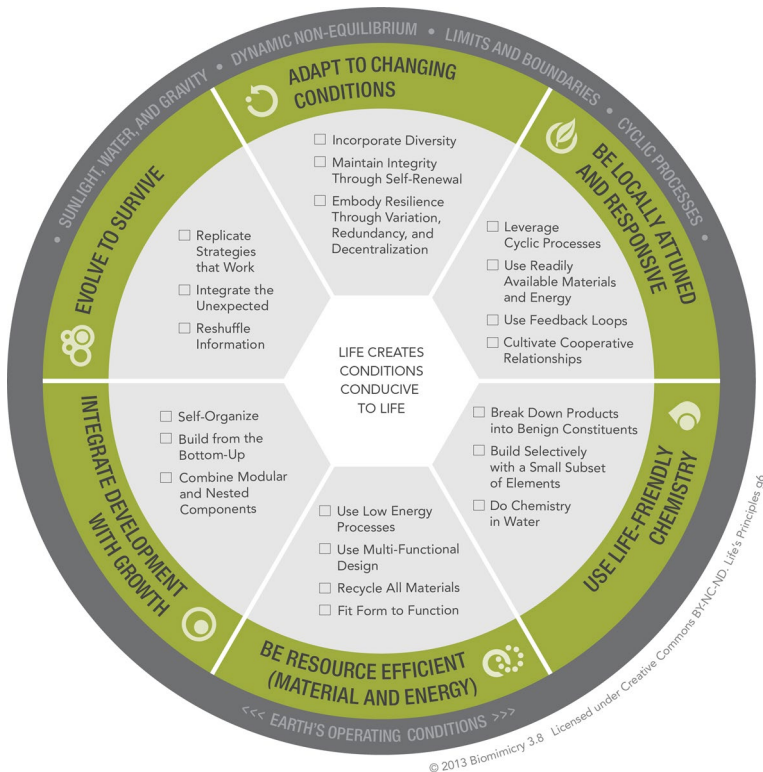 • SUNLIGHT, WATER, AND GRAVITY • DYNAMIC NON-EQUILIBRIUM • LIMITS AND BOUNDARIES • CYCLIC PROCESSES •
ADAPT TO CHANGING
CONDITIONS
☐ Incorporate Diversity
☐ Maintain Integrity
Through Self-Renewal
☐ Embody Resilience
Through Variation,
Redundancy, and
Decentralization
BE LOCALLY ATTUNED
AND RESPONSIVE
☐ Leverage
Cyclic Processes
☐ Use Readily
Available Materials
and Energy
☐ Use Feedback Loops
☐ Cultivate Cooperative
Relationships
USE LIFE-FRIENDLY
CHEMISTRY
☐ Break Down Products
into Benign Constituents
☐ Build Selectively
with a Small Subset
of Elements
☐ Do Chemistry
in Water
BE RESOURCE EFFICIENT
(MATERIAL AND ENERGY)
☐ Use Low Energy
Processes
☐ Use Multi-Functional
Design
☐ Recycle All Materials
☐ Fit Form to Function
INTEGRATE DEVELOPMENT
WITH GROWTH
☐ Self-Organize
☐ Build from the
Bottom-Up
☐ Combine Modular
and Nested
Components
EVOLVE TO SURVIVE
☐ Replicate
Strategies
that Work
☐ Integrate the
Unexpected
☐ Reshuffle
Information
LIFE CREATES
CONDITIONS
CONDUCIVE
TO LIFE
<<< EARTH'S OPERATING CONDITIONS >>>
© 2013 Biomimicry 3.8 Licensed under Creative Commons BY-NC-ND. Life's Principles